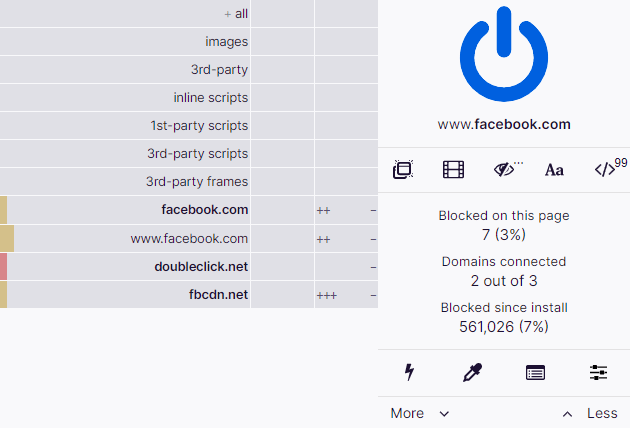 + all
images
3rd-party
inline scripts
1st-party scripts
3rd-party scripts
3rd-party frames
facebook.com ++ −
www.facebook.com ++ −
doubleclick.net −
fbcdn.net +++ −
www.facebook.com
... Aa </> 99
Blocked on this page
7 (3%)
Domains connected
2 out of 3
Blocked since install
561,026 (7%)
More Less